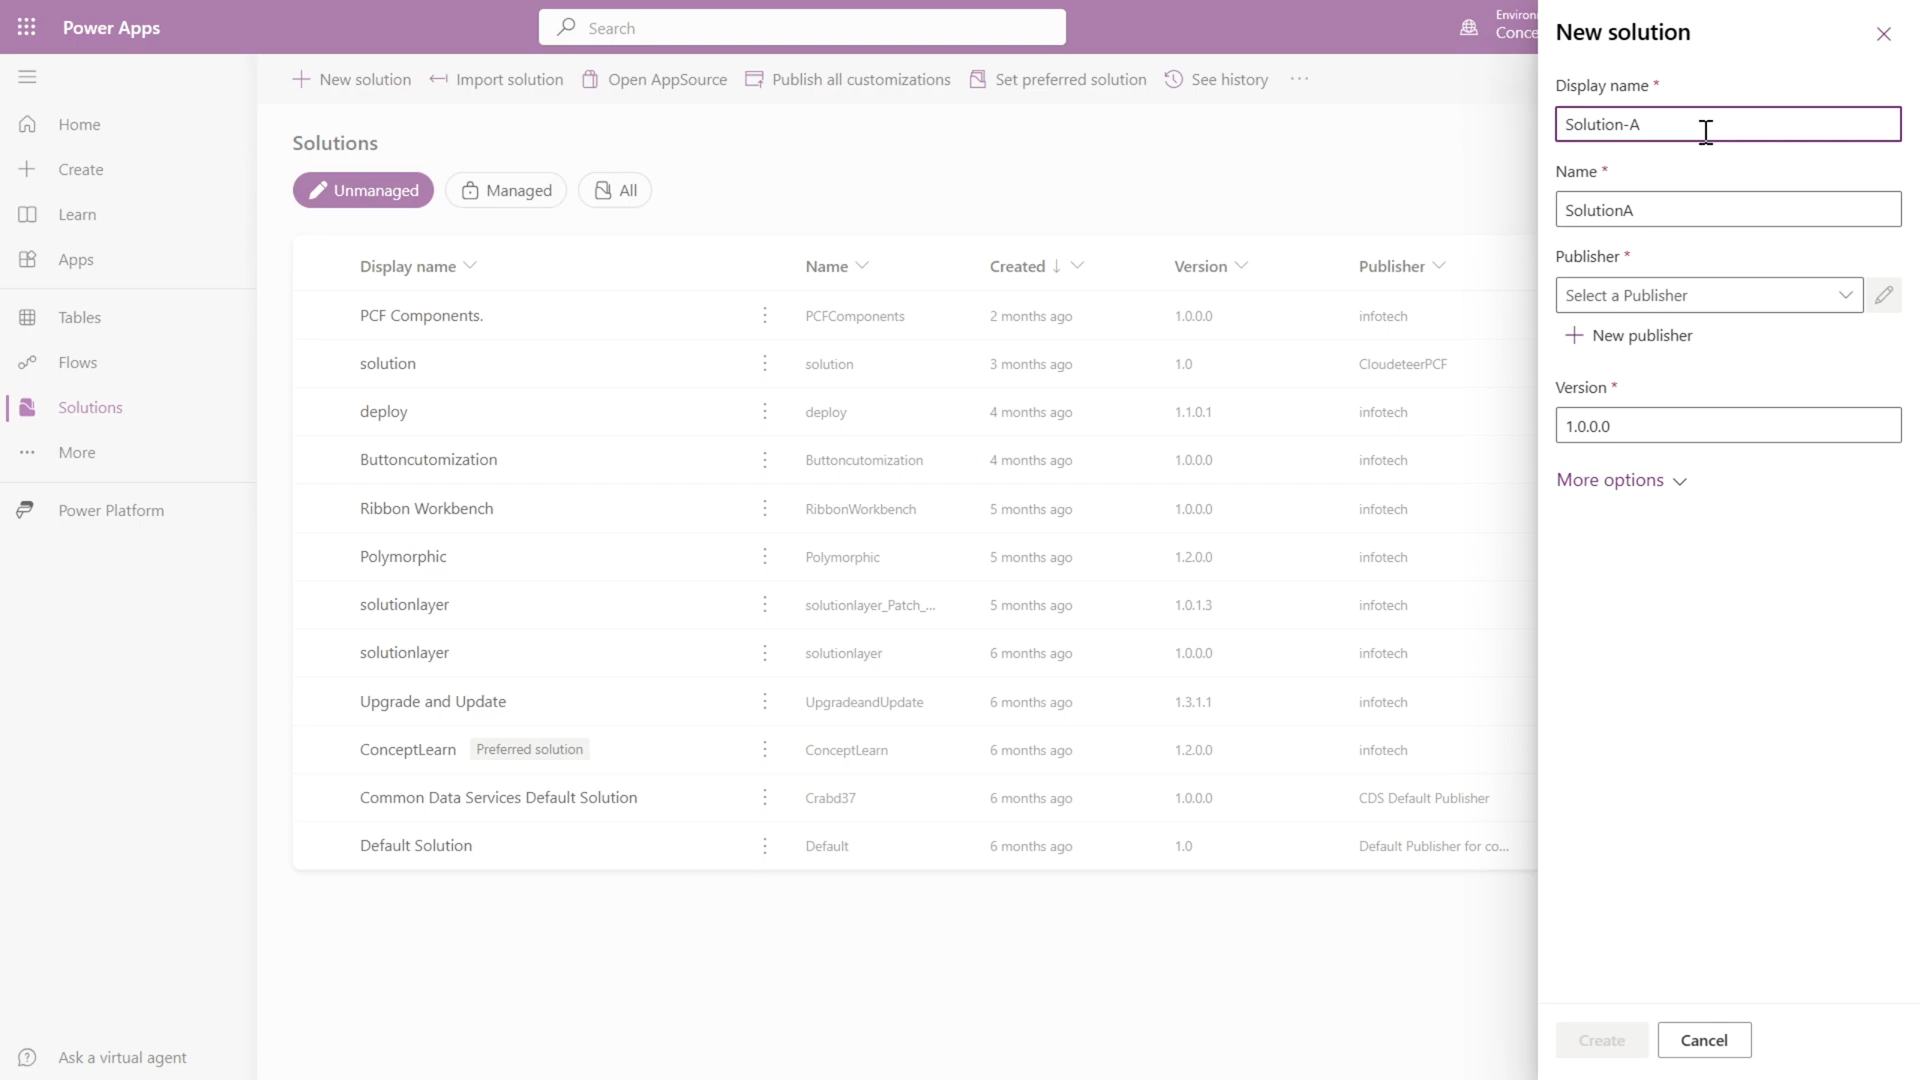 Power Apps
Search
Environ
Conce
New solution
Import solution
Open AppSource
Publish all customizations
Set preferred solution
See history
Home
Create
Learn
Apps
Tables
Flows
Solutions
More
Power Platform
Ask a virtual agent
Solutions
Unmanaged
Managed
All
Display name Name Created Version Publisher
PCF Components. PCFComponents 2 months ago 1.0.0.0 infotech
solution solution 3 months ago 1.0 CloudeteerPCF
deploy deploy 4 months ago 1.1.0.1 infotech
Buttoncutomization Buttoncutomization 4 months ago 1.0.0.0 infotech
Ribbon Workbench RibbonWorkbench 5 months ago 1.0.0.0 infotech
Polymorphic Polymorphic 5 months ago 1.2.0.0 infotech
solutionlayer solutionlayer_Patch_... 5 months ago 1.0.1.3 infotech
solutionlayer solutionlayer 6 months ago 1.0.0.0 infotech
Upgrade and Update UpgradeandUpdate 6 months ago 1.3.1.1 infotech
ConceptLearn Preferred solution ConceptLearn 6 months ago 1.2.0.0 infotech
Common Data Services Default Solution Crabd37 6 months ago 1.0.0.0 CDS Default Publisher
Default Solution Default 6 months ago 1.0 Default Publisher for co...
New solution
Display name *
Solution-A
Name *
SolutionA
Publisher *
Select a Publisher
New publisher
Version *
1.0.0.0
More options
Create
Cancel